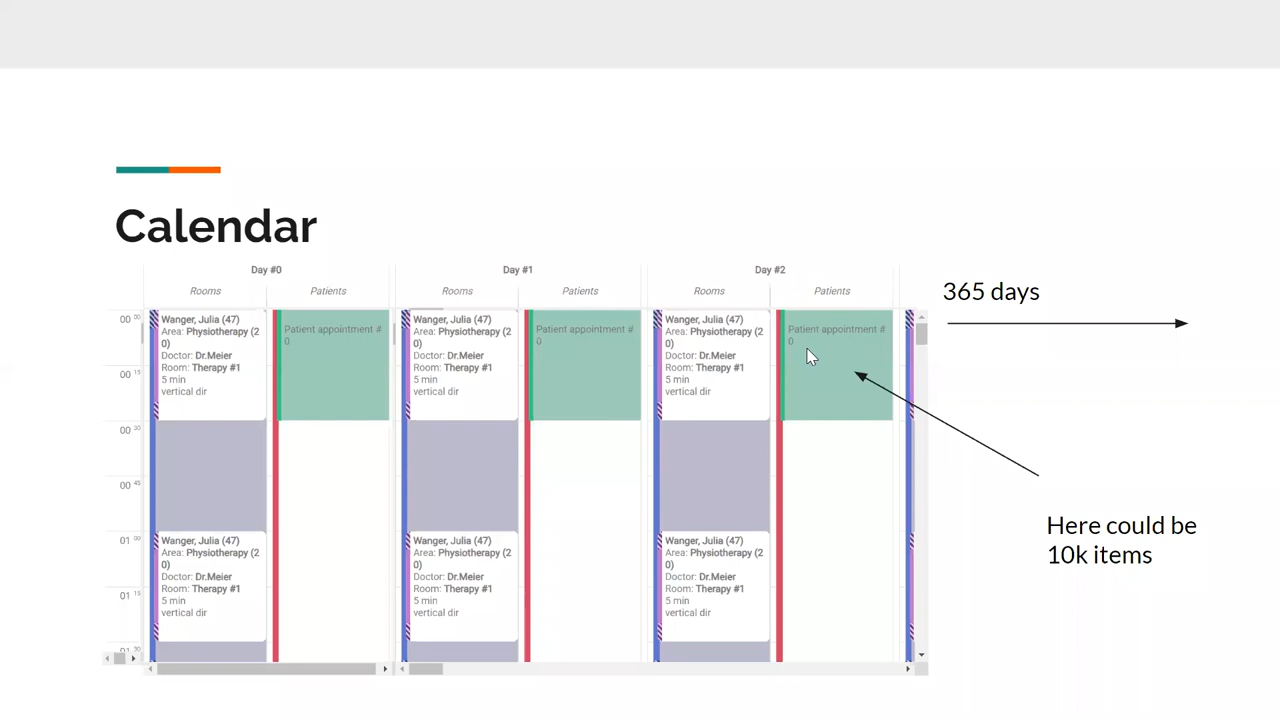 Calendar
Day #0
Day #1
Day #2
Rooms
Patients
Rooms
Patients
Rooms
Patients
365 days
00 00
00 15
00 30
00 45
01 00
01 15
Wanger, Julia (47)
Area: Physiotherapy (2
0)
Doctor: Dr.Meier
Room: Therapy #1
5 min
vertical dir
Patient appointment #
0
Wanger, Julia (47)
Area: Physiotherapy (2
0)
Doctor: Dr.Meier
Room: Therapy #1
5 min
vertical dir
Patient appointment #
0
Wanger, Julia (47)
Area: Physiotherapy (2
0)
Doctor: Dr.Meier
Room: Therapy #1
5 min
vertical dir
Patient appointment #
0
Wanger, Julia (47)
Area: Physiotherapy (2
0)
Doctor: Dr.Meier
Room: Therapy #1
5 min
vertical dir
Wanger, Julia (47)
Area: Physiotherapy (2
0)
Doctor: Dr.Meier
Room: Therapy #1
5 min
vertical dir
Wanger, Julia (47)
Area: Physiotherapy (2
0)
Doctor: Dr.Meier
Room: Therapy #1
5 min
vertical dir
Here could be
10k items